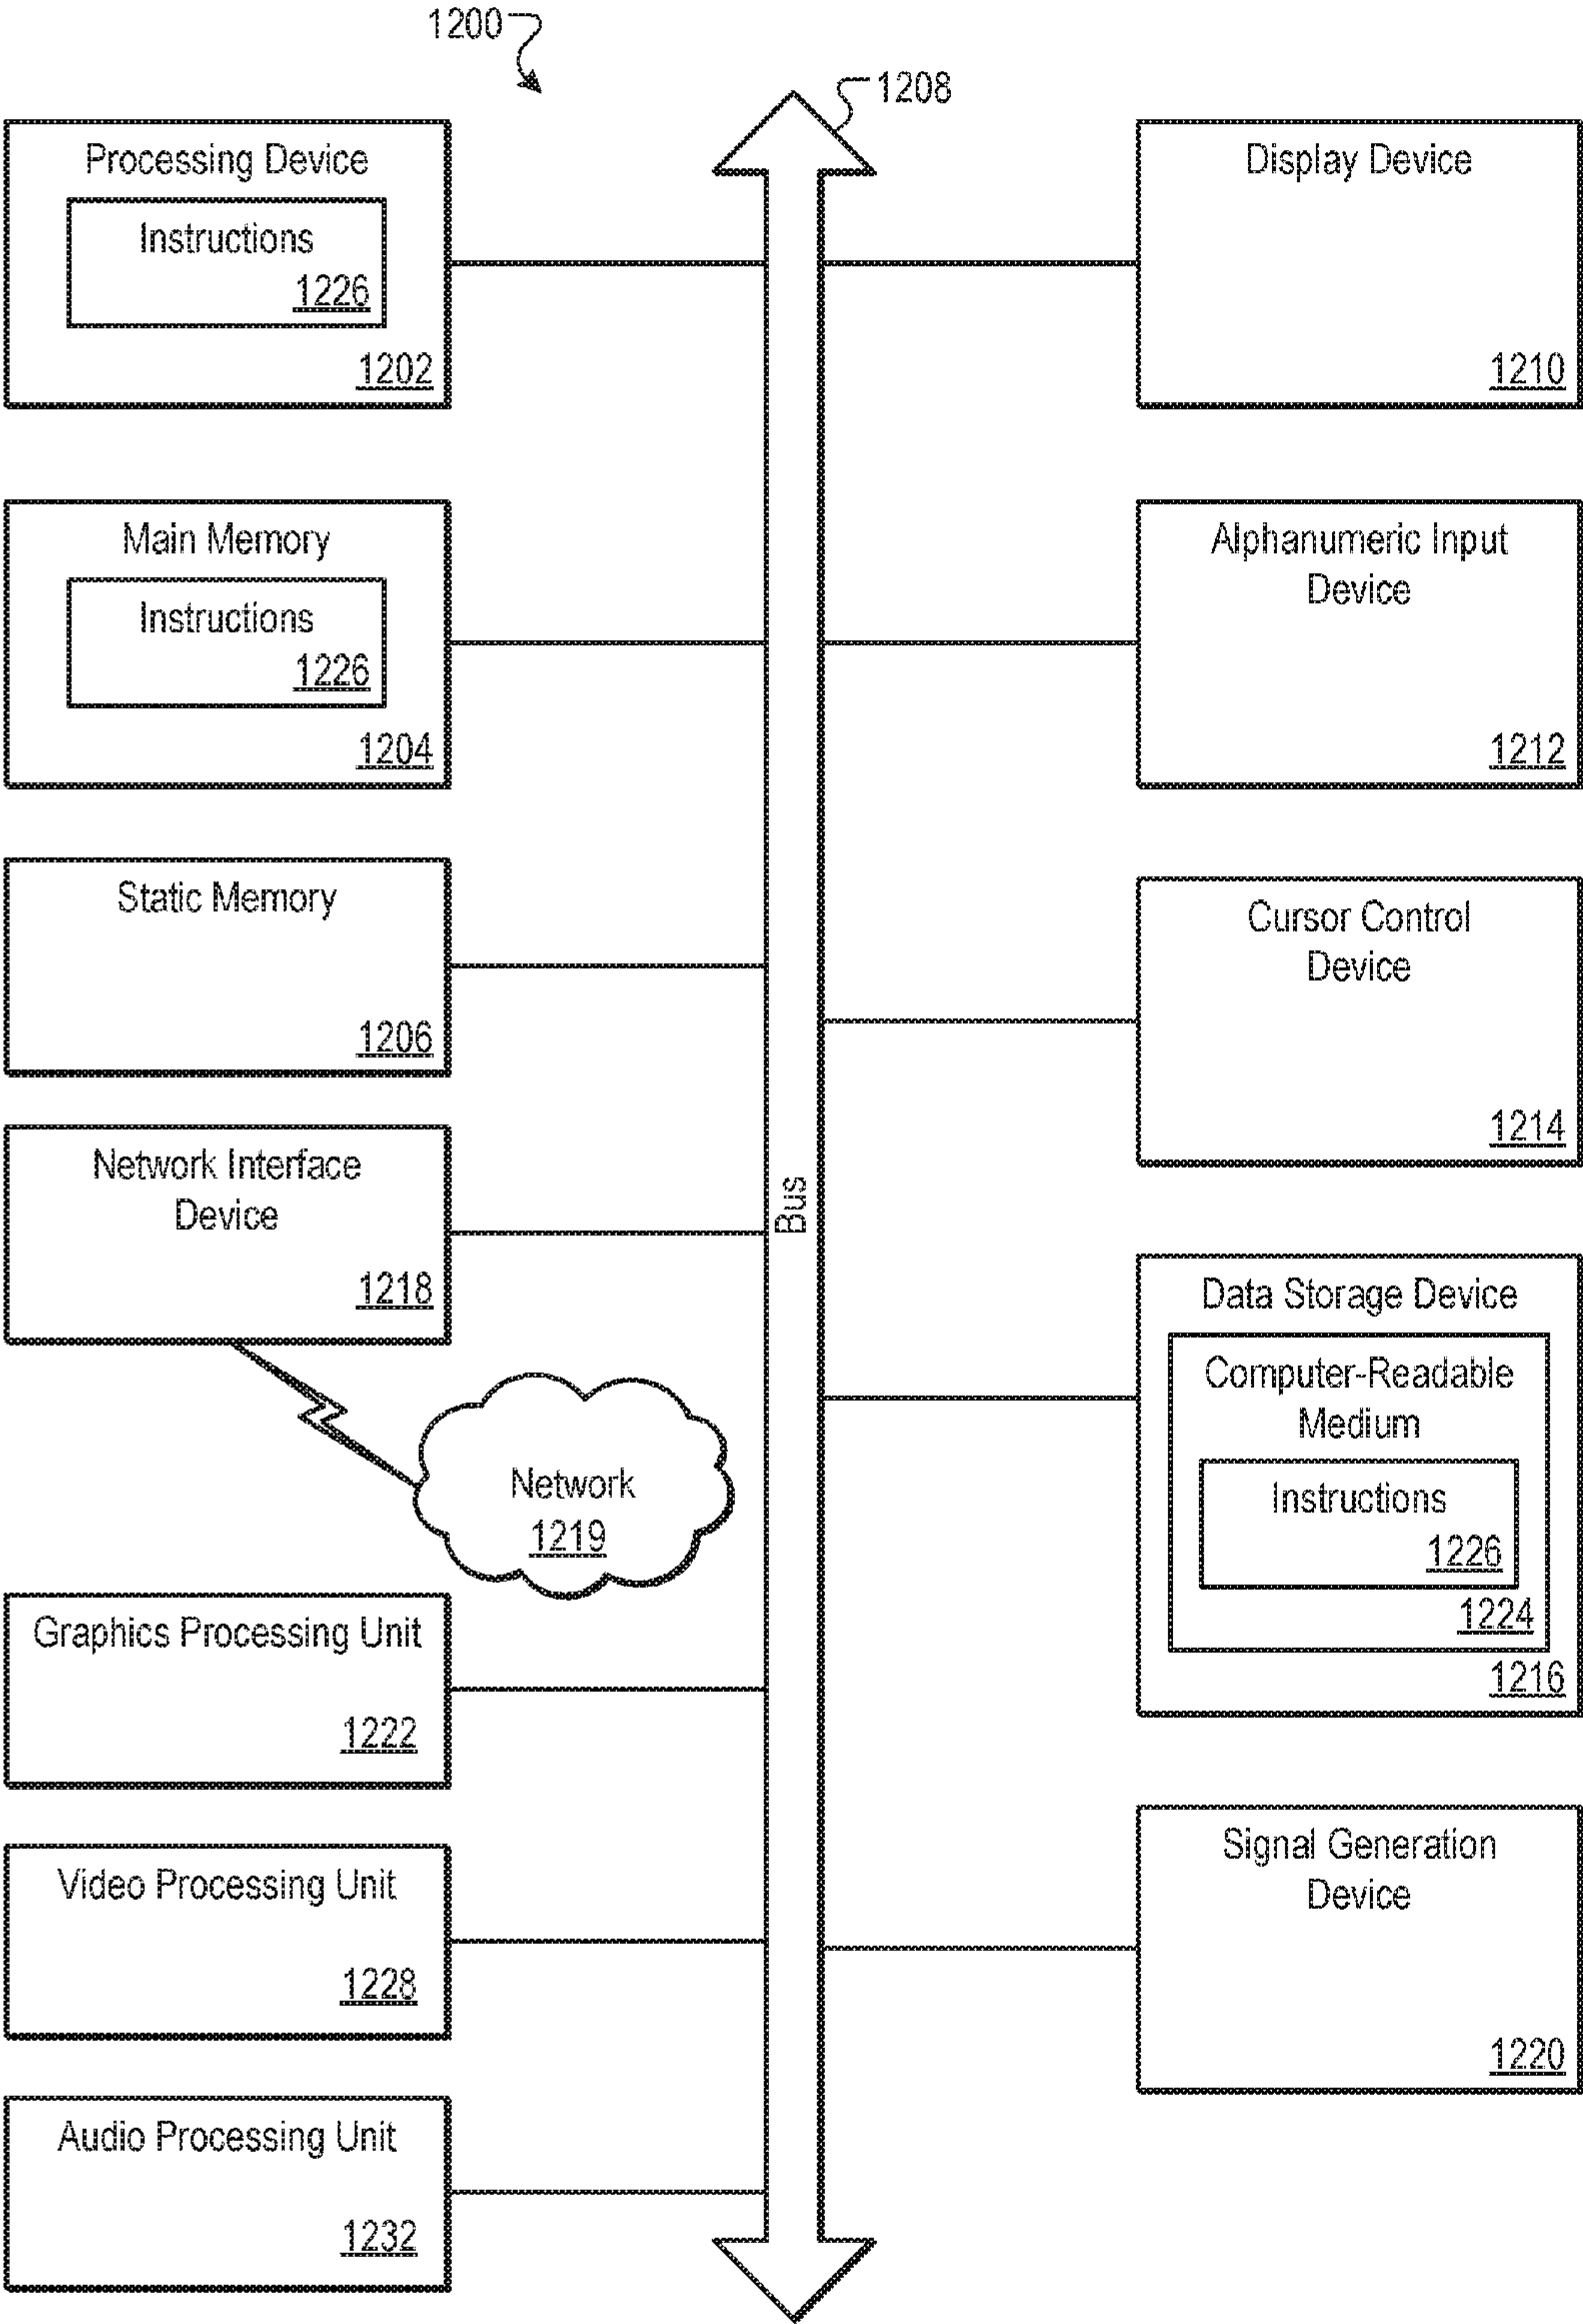 1200
1208
Processing Device
Instructions
1226
1202
Main Memory
Instructions
1226
1204
Static Memory
1206
Network Interface
Device
1218
Network
1219
Graphics Processing Unit
1222
Video Processing Unit
1228
Audio Processing Unit
1232
Bus
Display Device
1210
Alphanumeric Input
Device
1212
Cursor Control
Device
1214
Data Storage Device
Computer-Readable
Medium
Instructions
1226
1224
1216
Signal Generation
Device
1220